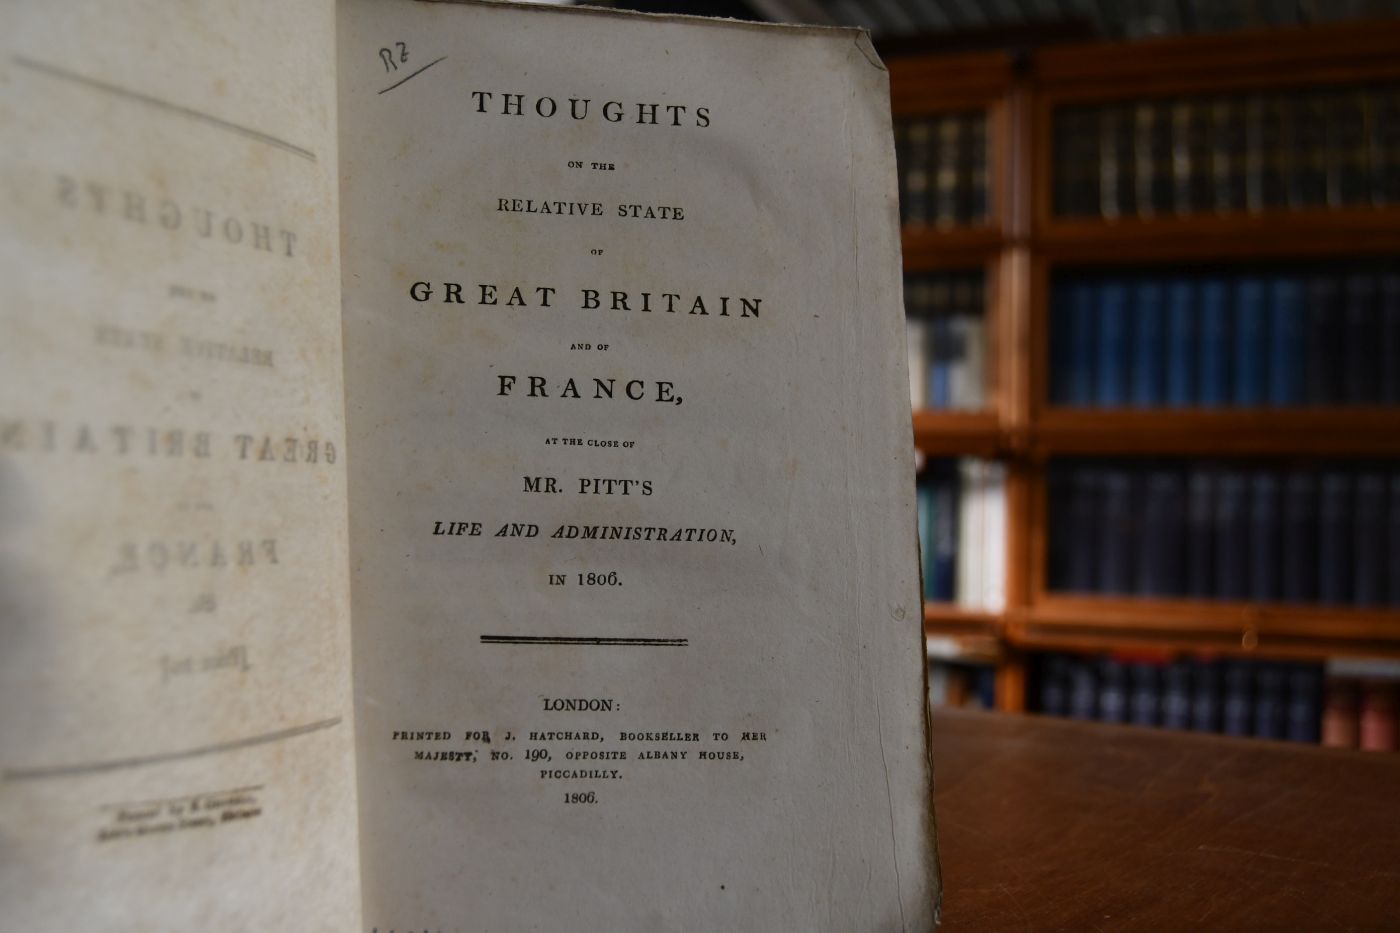 RZ
THOUGHTS
ON THE
RELATIVE STATE
OF
GREAT BRITAIN
AND OF
FRANCE,
AT THE CLOSE OF
MR. PITT'S
LIFE AND ADMINISTRATION,
IN 1806.
LONDON:
PRINTED FOR J. HATCHARD, BOOKSELLER TO HER
MAJESTY, NO. 190, OPPOSITE ALBANY HOUSE,
PICCADILLY.
1806.